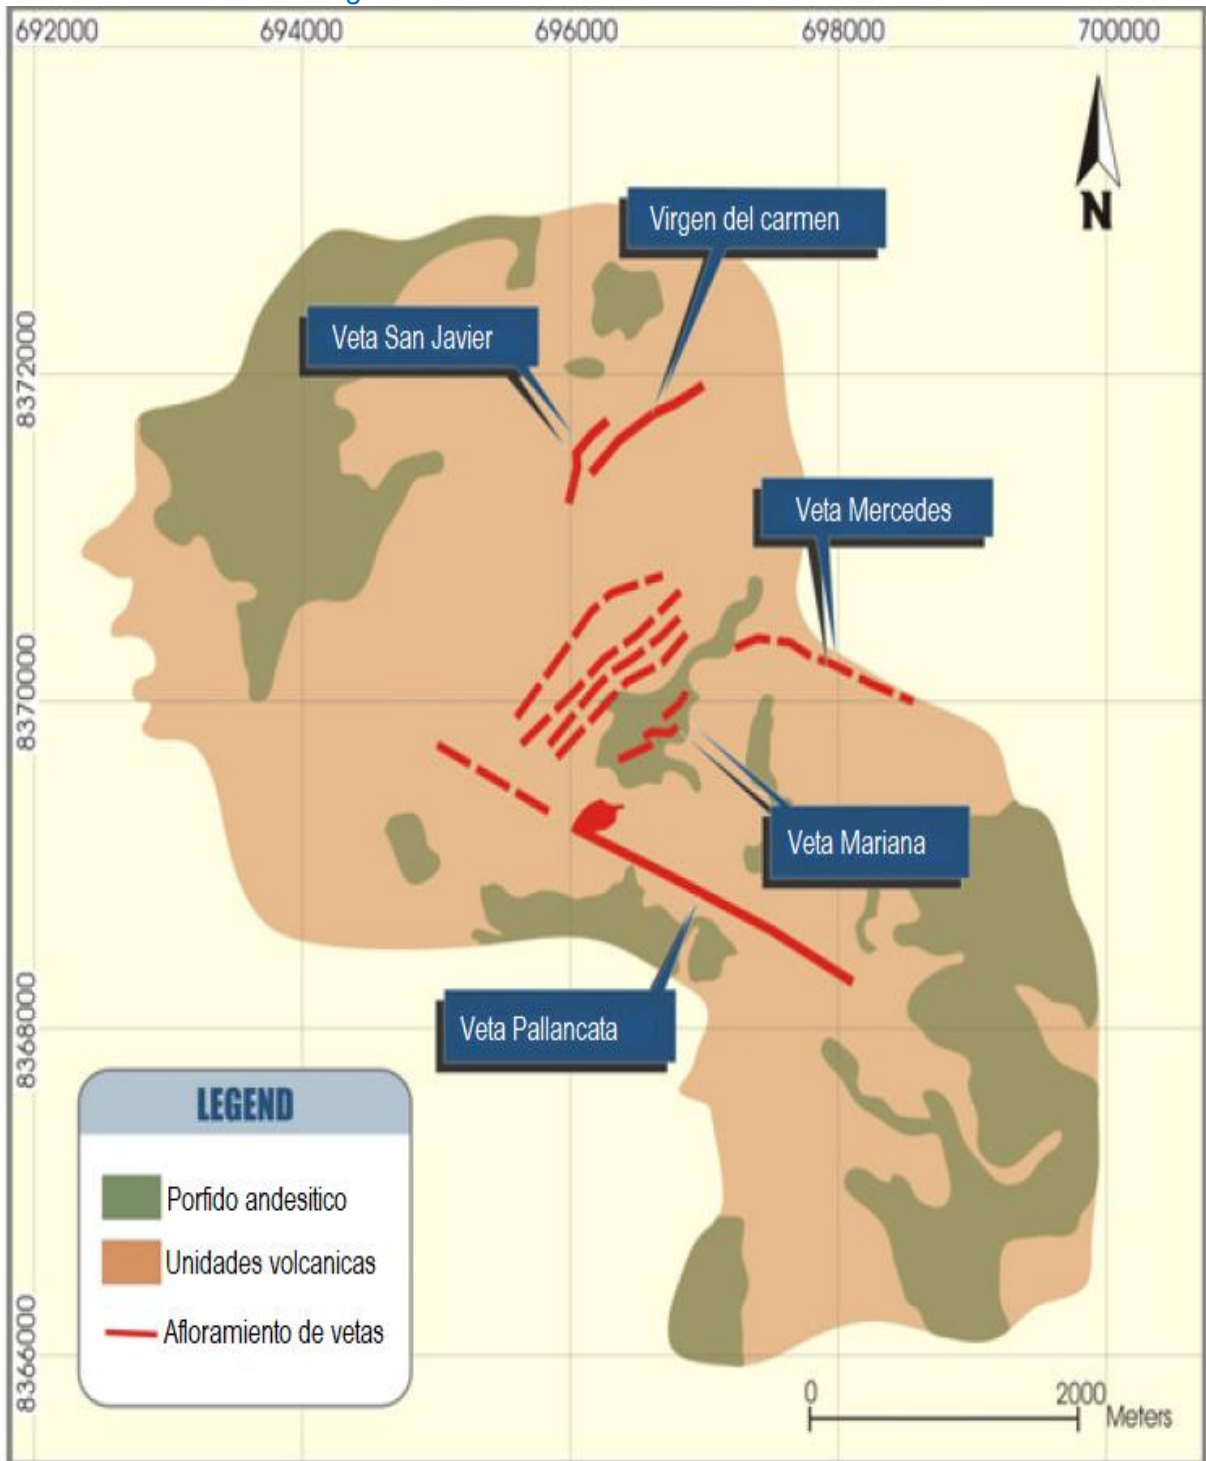 692000
694000
696000
698000
700000
N
Virgen del carmen
Veta San Javier
8372000
Veta Mercedes
8370000
Veta Mariana
Veta Pallancata
8368000
LEGEND
Porfido andesitico
Unidades volcanicas
Afloramiento de vetas
8366000
0
2000
Meters